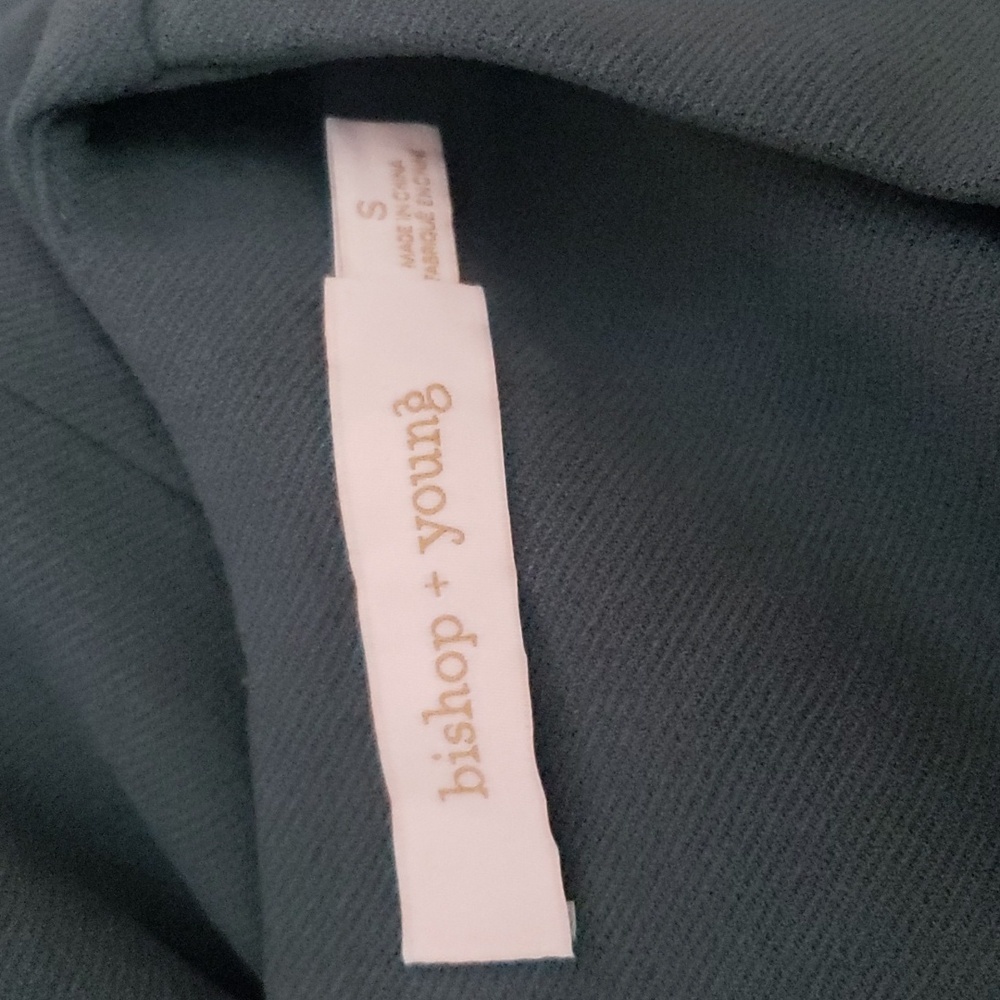 S
MADE IN CHINA
FABRIQUÉ EN CHINE
bishop + young